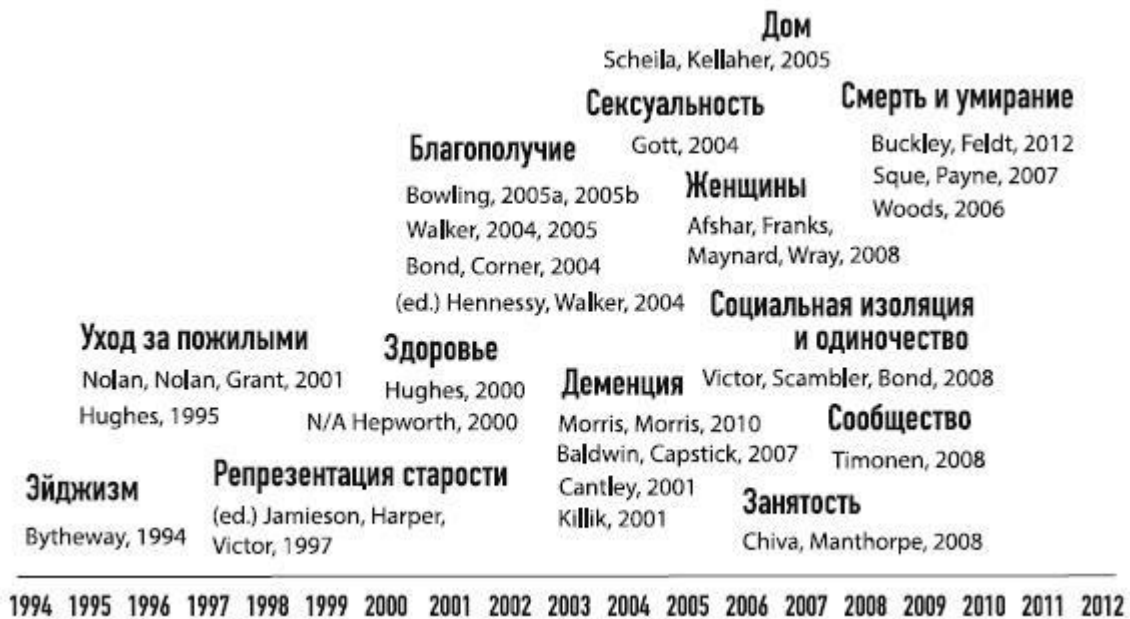 Дом
Scheila, Kellaher, 2005
Сексуальность
Gott, 2004
Смерть и умирание
Buckley, Feldt, 2012
Sque, Payne, 2007
Woods, 2006
Благополучие
Bowling, 2005a, 2005b
Walker, 2004, 2005
Bond, Corner, 2004
(ed.) Hennessy, Walker, 2004
Женщины
Afshar, Franks,
Maynard, Wray, 2008
Социальная изоляция
и одиночество
Victor, Scambler, Bond, 2008
Уход за пожилыми
Nolan, Nolan, Grant, 2001
Hughes, 1995
Здоровье
Hughes, 2000
N/A Hepworth, 2000
Деменция
Morris, Morris, 2010
Baldwin, Capstick, 2007
Cantley, 2001
Killik, 2001
Сообщество
Timonen, 2008
Эйджизм
Bytheway, 1994
Репрезентация старости
(ed.) Jamieson, Harper,
Victor, 1997
Занятость
Chiva, Manthorpe, 2008
1994 1995 1996 1997 1998 1999 2000 2001 2002 2003 2004 2005 2006 2007 2008 2009 2010 2011 2012